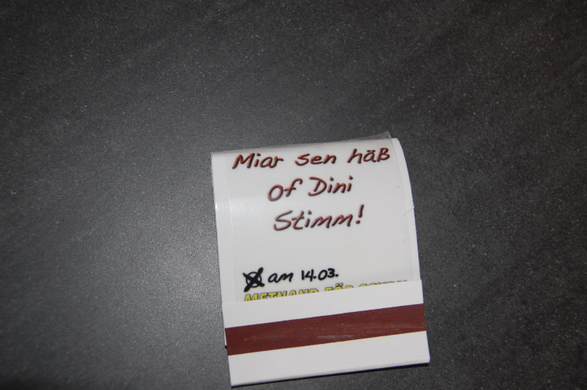 Miar sen häß
of Dini
Stimm!
am 14.03.